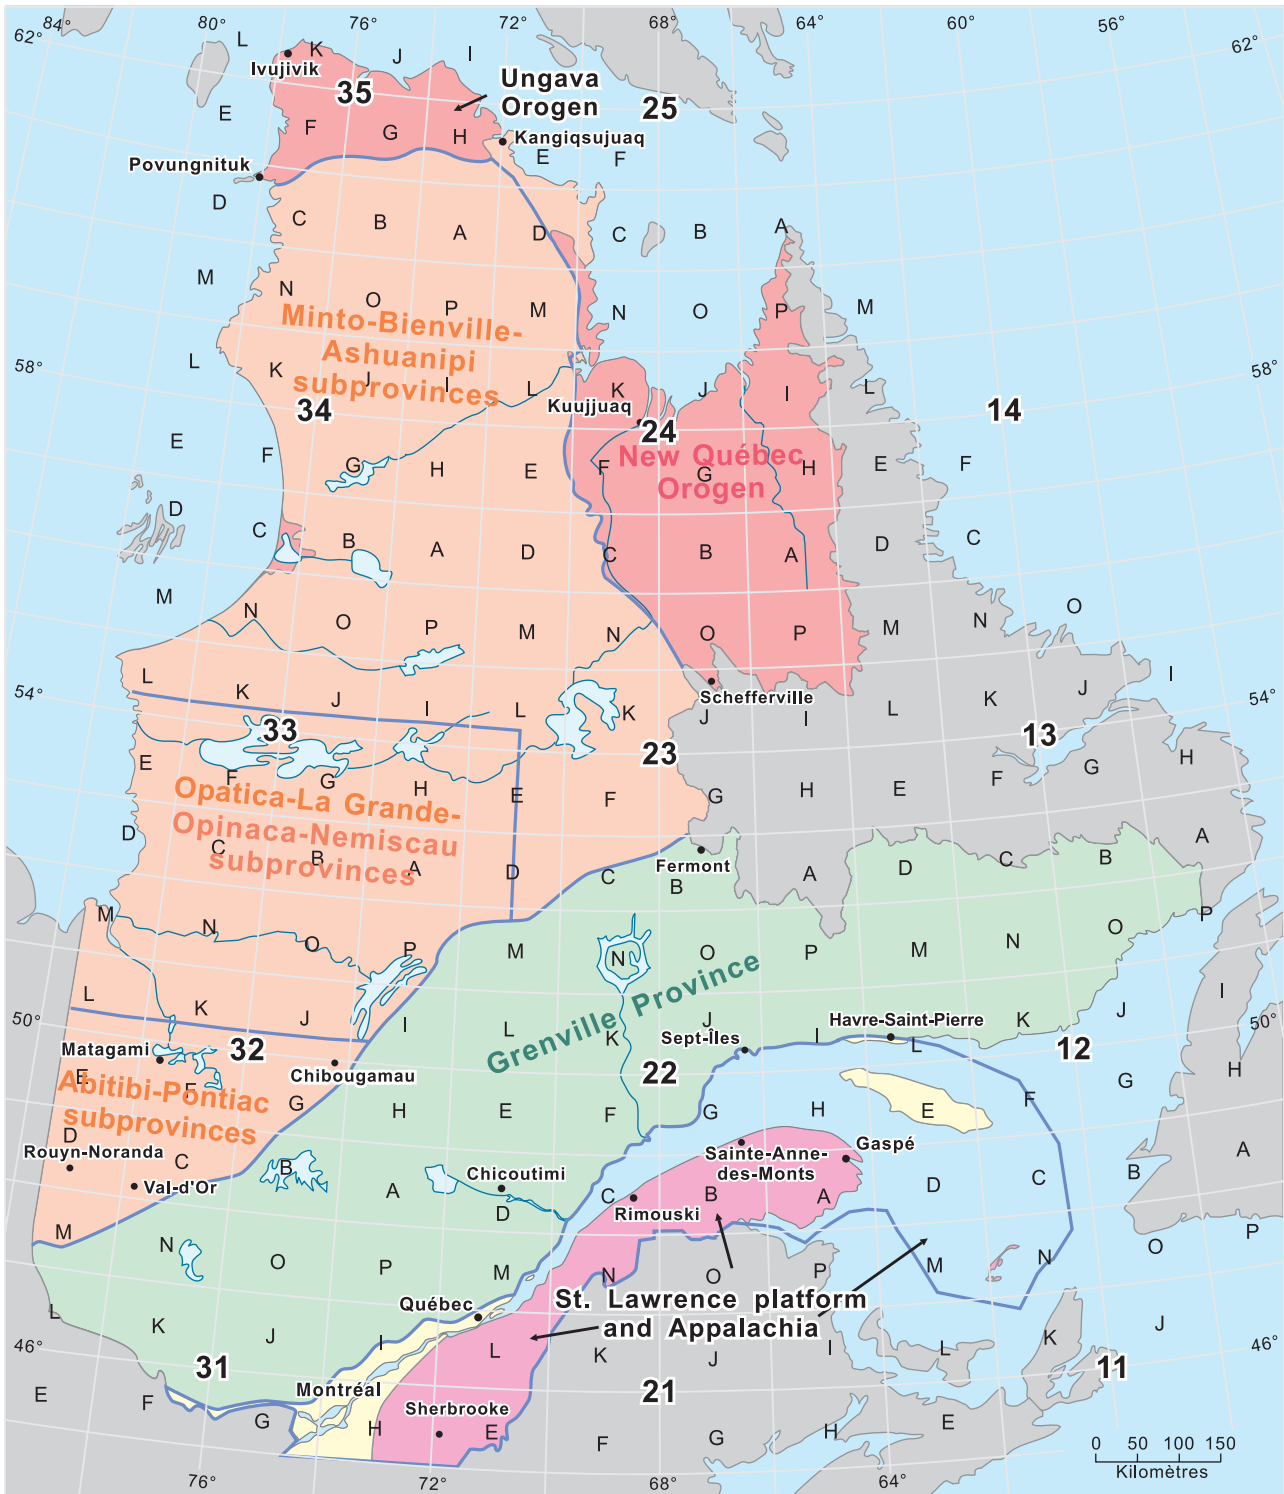 84° 80° 76° 72° 68° 64° 60° 56°
62° L K J I 62°
Ivujivik
35 Ungava
Orogen 25
E F G H Kangiqsujuaq
E F
Povungnituk
D C B A D C B A
M N O P M N O P M
Minto-Bienville-
Ashuanipi
subprovinces
58° L K J I L K J I L 58°
34 Kuujjuaq 24 14
New Québec
Orogen
E F G H E F G H E F
D C B A D C B A D C
M N O P M N O P M N O
54° L K J I L K J I L K J I 54°
Schefferville
33 23 13
E F G H E F G H E F G H
Opatica-La Grande-
Opinaca-Nemiscau
subprovinces
D C B A D C B A D C B A
Fermont
M N O P M N O P M N O P
Grenville Province
50° L K J I L K J I L K J I 50°
Havre-Saint-Pierre
Sept-Îles
Matagami 32 Chibougamau 22 12
E F G H E F G H E F G H
Abitibi-Pontiac
subprovinces
D C B A D C B A D C B A
Rouyn-Noranda
Val-d'Or
Chicoutimi
Sainte-Anne-
des-Monts
Gaspé
Rimouski
M N O P M N O P M N O P
St. Lawrence platform
and Appalachia
Québec
46° L K J I L K J I L K J 46°
31 21 11
Montréal
Sherbrooke
E F G H E F G H E
0 50 100 150
Kilomètres
76° 72° 68° 64°